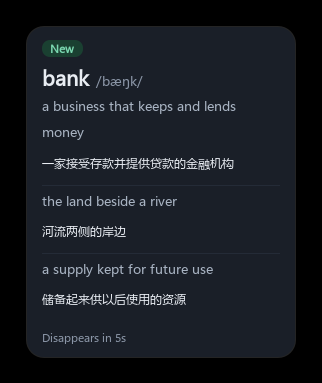 New
bank /bæŋk/
a business that keeps and lends
money
一家接受存款并提供贷款的金融机构
the land beside a river
河流两侧的岸边
a supply kept for future use
储备起来供以后使用的资源
Disappears in 5s